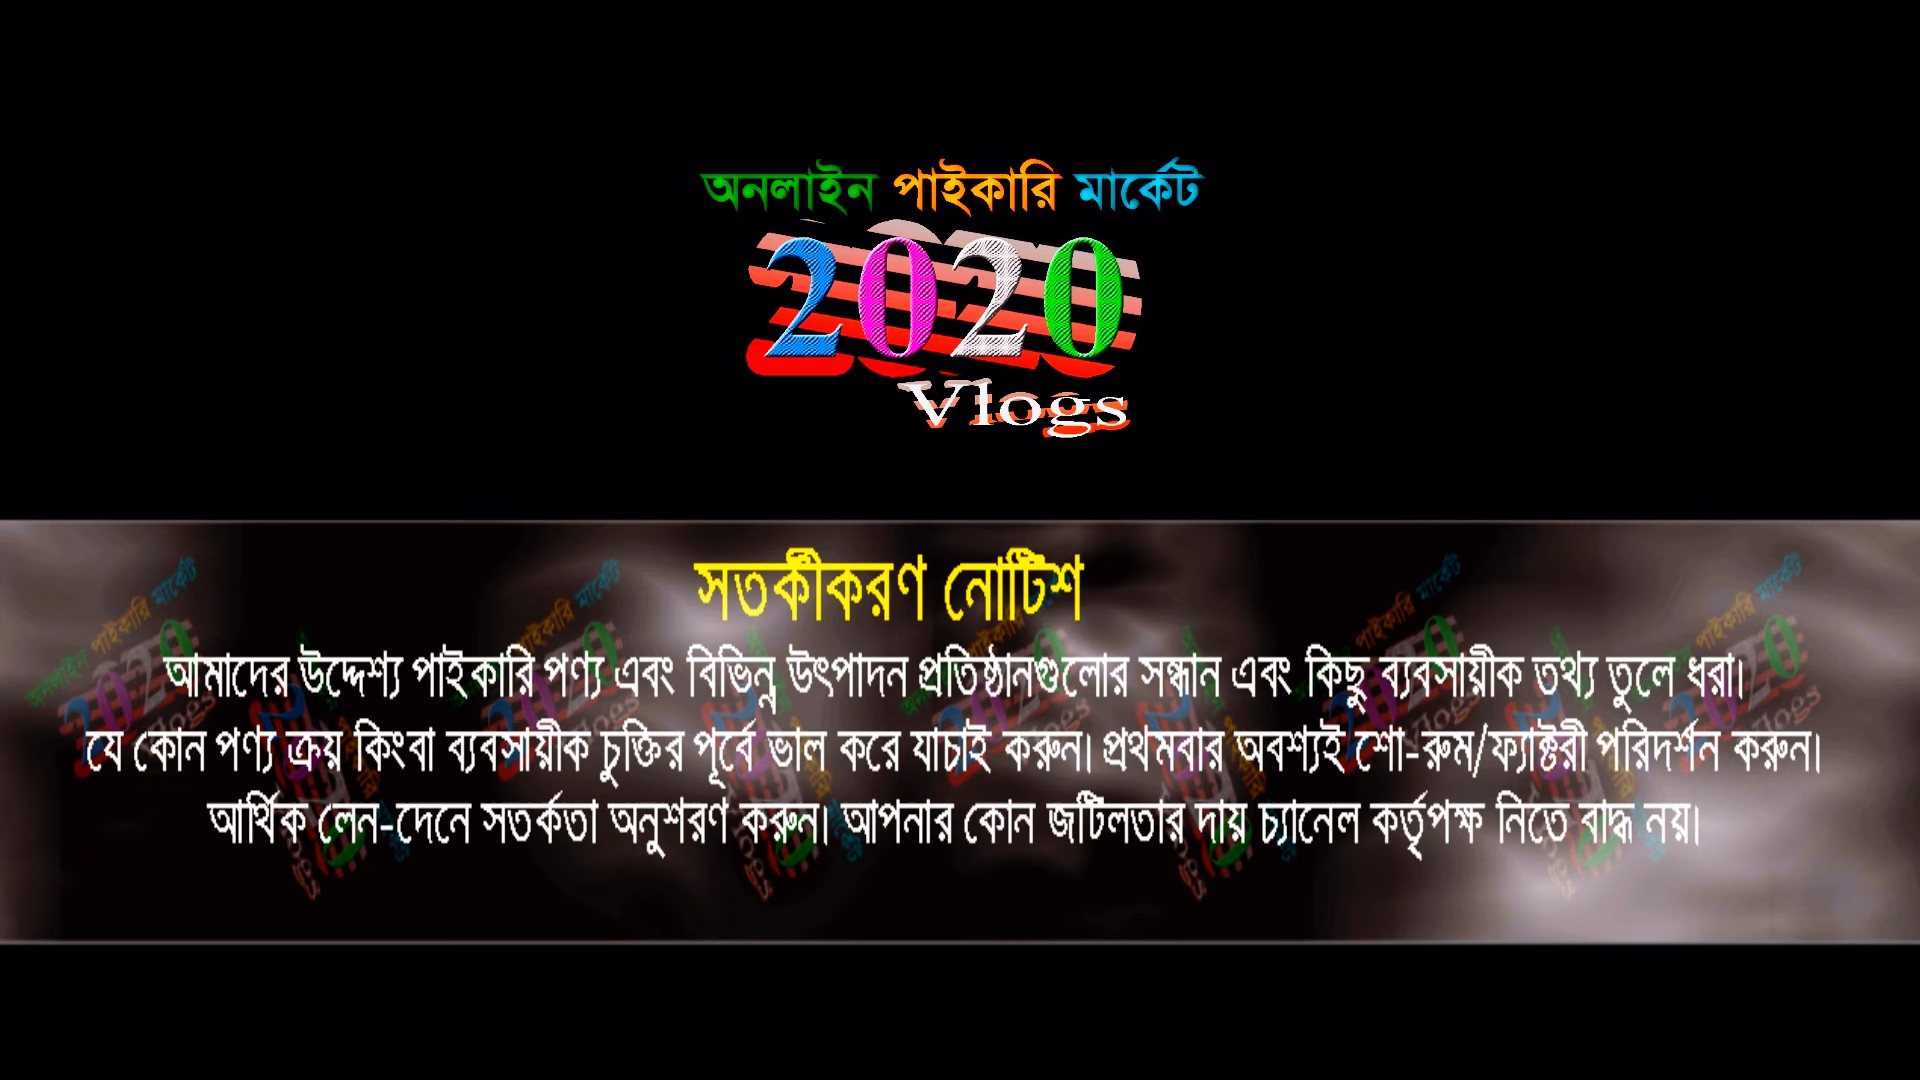 অনলাইন পাইকারি মার্কেট
2020
Vlogs
সতর্কীকরণ নোটিশ
আমাদের উদ্দেশ্য পাইকারি পণ্য এবং বিভিন্ন উৎপাদন প্রতিষ্ঠানগুলোর সন্ধান এবং কিছু ব্যবসায়ীক তথ্য তুলে ধরা।
যে কোন পণ্য ক্রয় কিংবা ব্যবসায়ীক চুক্তির পূর্বে ভাল করে যাচাই করুন। প্রথমবার অবশ্যই শো-রুম/ফ্যাক্টরী পরিদর্শন করুন।
আর্থিক লেন-দেনে সতর্কতা অনুশরণ করুন। আপনার কোন জটিলতার দায় চ্যানেল কর্তৃপক্ষ নিতে বাদ্ধ নয়।